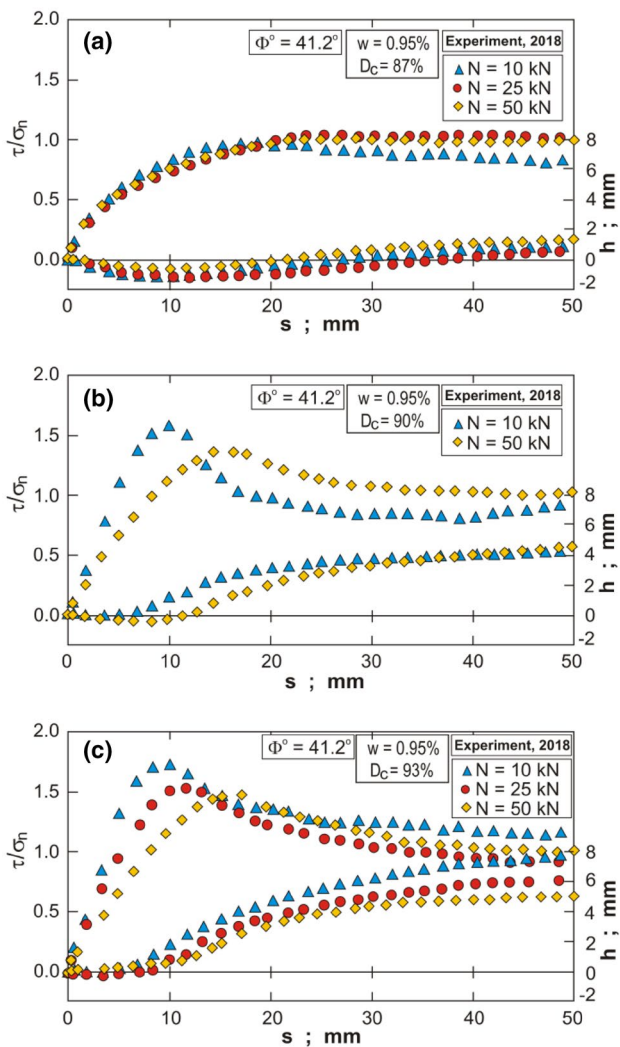 (a)
Φ° = 41.2°
w = 0.95%
Dc = 87%
Experiment, 2018
N = 10 kN
N = 25 kN
N = 50 kN
τ/σn
2.0
1.5
1.0
0.5
0.0
8
6
4
2
0
-2
h ; mm
0 10 20 30 40 50
s ; mm
(b)
Φ° = 41.2°
w = 0.95%
Dc = 90%
Experiment, 2018
N = 10 kN
N = 50 kN
τ/σn
2.0
1.5
1.0
0.5
0.0
8
6
4
2
0
-2
h ; mm
0 10 20 30 40 50
s ; mm
(c)
Φ° = 41.2°
w = 0.95%
Dc = 93%
Experiment, 2018
N = 10 kN
N = 25 kN
N = 50 kN
τ/σn
2.0
1.5
1.0
0.5
0.0
8
6
4
2
0
-2
h ; mm
0 10 20 30 40 50
s ; mm